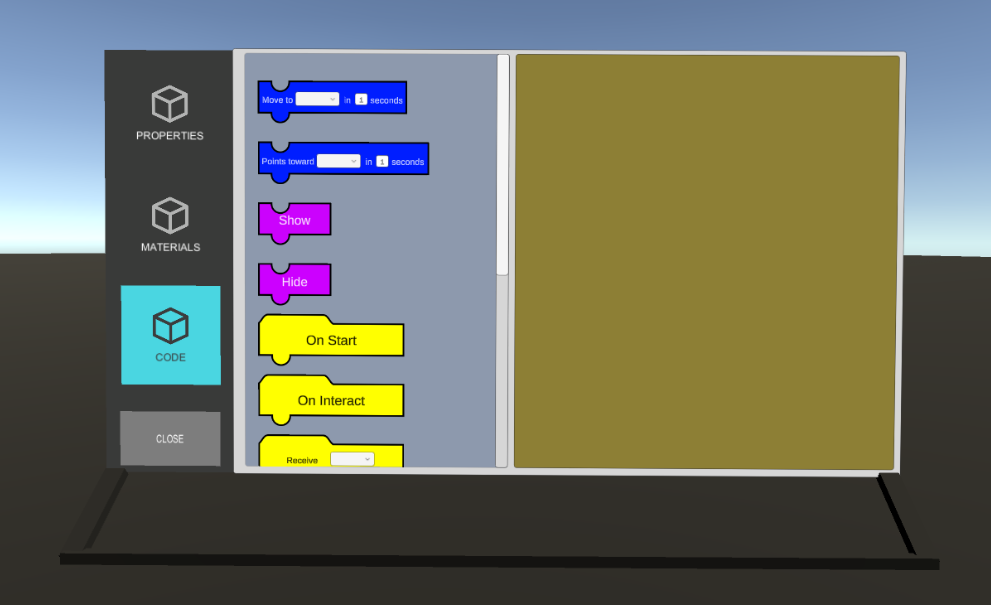 PROPERTIES
MATERIALS
CODE
CLOSE
Move to in 1 seconds
Points toward in 1 seconds
Show
Hide
On Start
On Interact
Receive